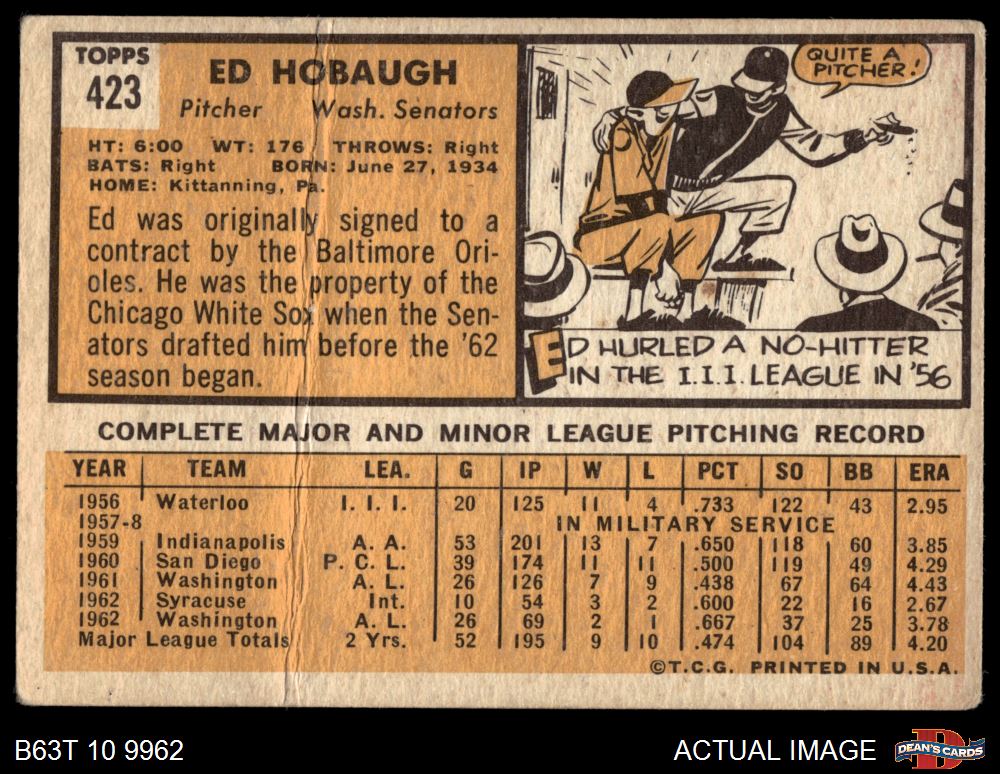 TOPPS
423
ED HOBAUGH
Pitcher Wash. Senators
HT: 6:00 WT: 176 THROWS: Right
BATS: Right BORN: June 27, 1934
HOME: Kittanning, Pa.
Ed was originally signed to a
contract by the Baltimore Ori-
oles. He was the property of the
Chicago White Sox when the Sen-
ators drafted him before the '62
season began.
QUITE A
PITCHER!
ED HURLED A NO-HITTER
IN THE I.I.I. LEAGUE IN '56
COMPLETE MAJOR AND MINOR LEAGUE PITCHING RECORD
YEAR TEAM LEA. G IP W L PCT SO BB ERA
1956 Waterloo I. I. I. 20 125 11 4 .733 122 43 2.95
1957-8 IN MILITARY SERVICE
1959 Indianapolis A. A. 53 201 13 7 .650 118 60 3.85
1960 San Diego P. C. L. 39 174 11 11 .500 119 49 4.29
1961 Washington A. L. 26 126 7 9 .438 67 64 4.43
1962 Syracuse Int. 10 54 3 2 .600 22 16 2.67
1962 Washington A. L. 26 69 2 1 .667 37 25 3.78
Major League Totals 2 Yrs. 52 195 9 10 .474 104 89 4.20
©T.C.G. PRINTED IN U.S.A.
B63T 10 9962
ACTUAL IMAGE
D
DEAN'S CARDS